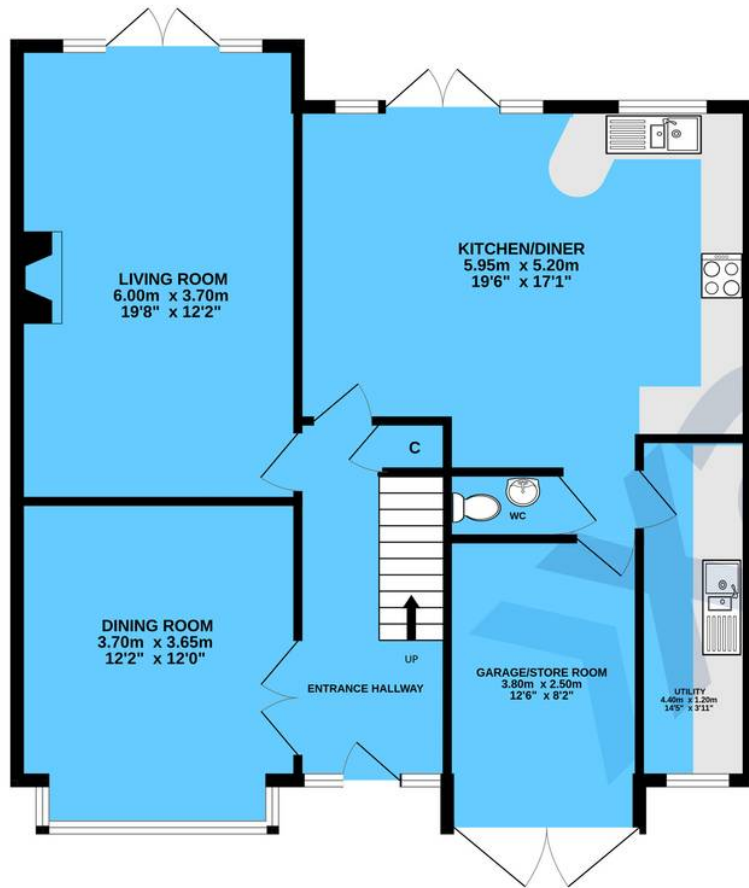 LIVING ROOM
6.00m x 3.70m
19'8" x 12'2"
KITCHEN/DINER
5.95m x 5.20m
19'6" x 17'1"
C
WC
DINING ROOM
3.70m x 3.65m
12'2" x 12'0"
UP
ENTRANCE HALLWAY
GARAGE/STORE ROOM
3.80m x 2.50m
12'6" x 8'2"
UTILITY
4.40m x 1.20m
14'5" x 3'11"